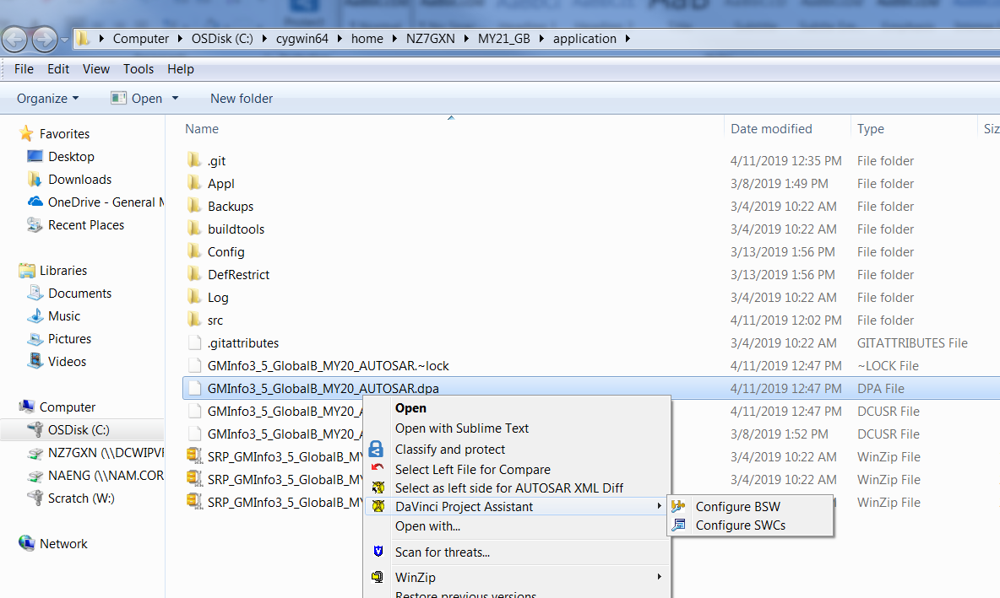 Computer OSDisk (C:) cygwin64 home NZ7GXN MY21_GB application
File Edit View Tools Help
Organize Open New folder
Name Date modified Type Siz
Favorites
Desktop
Downloads
OneDrive - General M
Recent Places
Libraries
Documents
Music
Pictures
Videos
Computer
OSDisk (C:)
NZ7GXN (\\DCWIPVF
NAENG (\\NAM.COR
Scratch (W:)
Network
.git 4/11/2019 12:35 PM File folder
Appl 3/8/2019 1:49 PM File folder
Backups 3/4/2019 10:22 AM File folder
buildtools 3/4/2019 10:22 AM File folder
Config 3/13/2019 1:56 PM File folder
DefRestrict 3/13/2019 1:56 PM File folder
Log 3/4/2019 10:22 AM File folder
src 4/11/2019 12:02 PM File folder
.gitattributes 3/4/2019 10:22 AM GITATTRIBUTES File
GMInfo3_5_GlobalB_MY20_AUTOSAR.~lock 4/11/2019 12:47 PM ~LOCK File
GMInfo3_5_GlobalB_MY20_AUTOSAR.dpa 4/11/2019 12:47 PM DPA File
GMInfo3_5_GlobalB_MY20_A 4/11/2019 12:47 PM DCUSR File
GMInfo3_5_GlobalB_MY20_A 3/8/2019 1:52 PM DCUSR File
SRP_GMInfo3_5_GlobalB_MY 3/4/2019 10:22 AM WinZip File
SRP_GMInfo3_5_GlobalB_MY 3/4/2019 10:22 AM WinZip File
SRP_GMInfo3_5_GlobalB_MY WinZip File
Open
Open with Sublime Text
Classify and protect
Select Left File for Compare
Select as left side for AUTOSAR XML Diff
DaVinci Project Assistant
Open with...
Scan for threats...
WinZip
Restore previous versions
Configure BSW
Configure SWCs